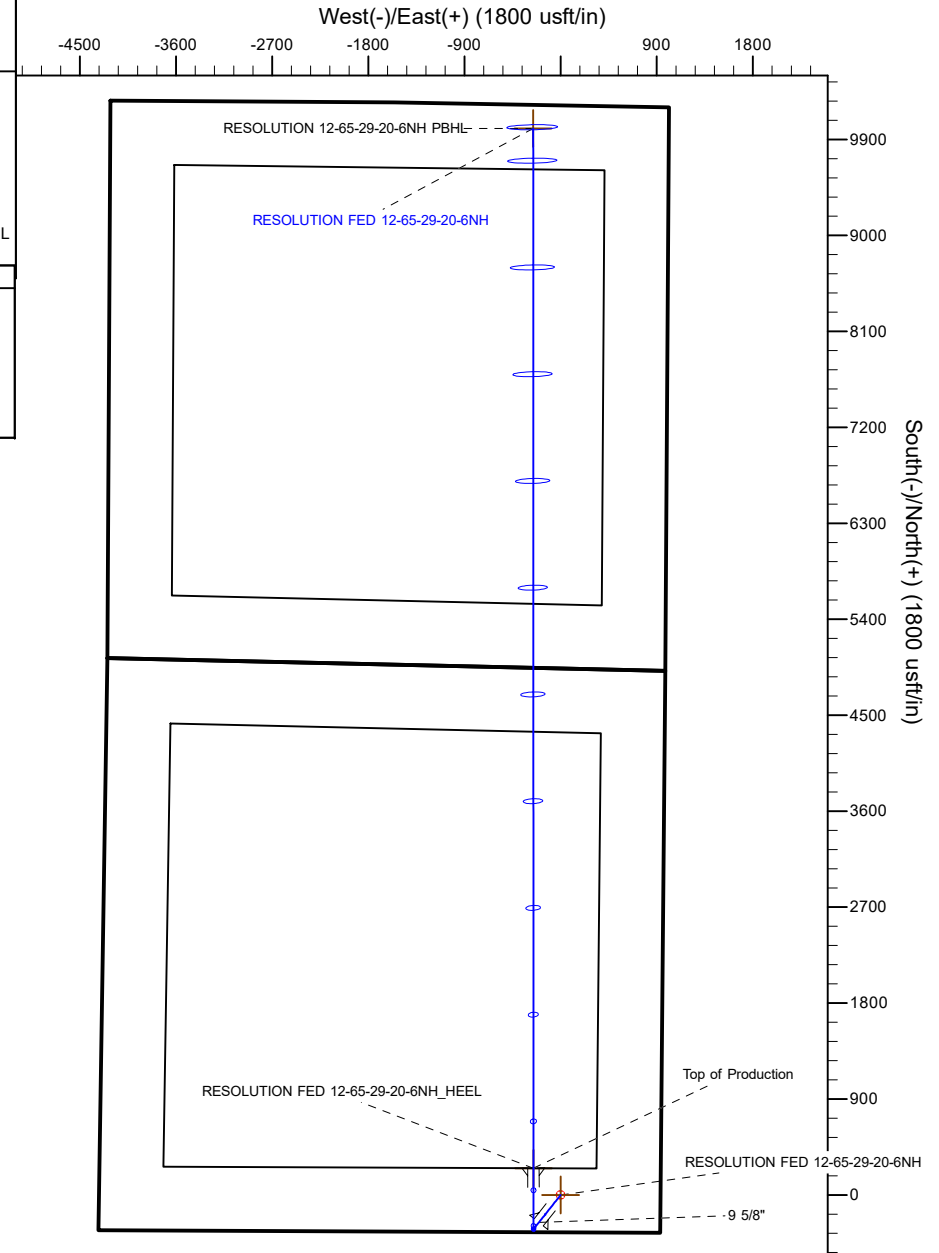 West(-)/East(+) (1800 usft/in)
-4500 -3600 -2700 -1800 -900 900 1800
RESOLUTION 12-65-29-20-6NH PBHL
9900
RESOLUTION FED 12-65-29-20-6NH
L
9000
8100
7200
South(-)/North(+) (1800 usft/in)
6300
5400
4500
3600
2700
1800
Top of Production
RESOLUTION FED 12-65-29-20-6NH_HEEL
900
RESOLUTION FED 12-65-29-20-6NH
0
9 5/8"